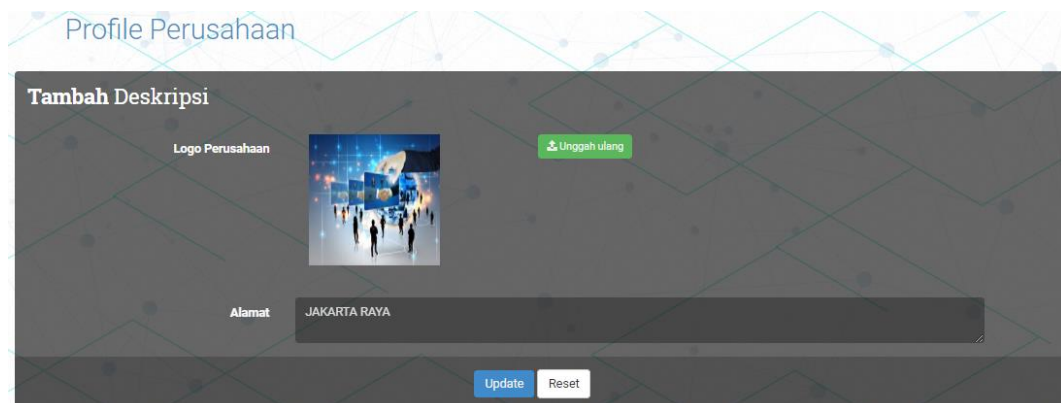 Profile Perusahaan
Tambah Deskripsi
Logo Perusahaan
Unggah ulang
Alamat
JAKARTA RAYA
Update Reset